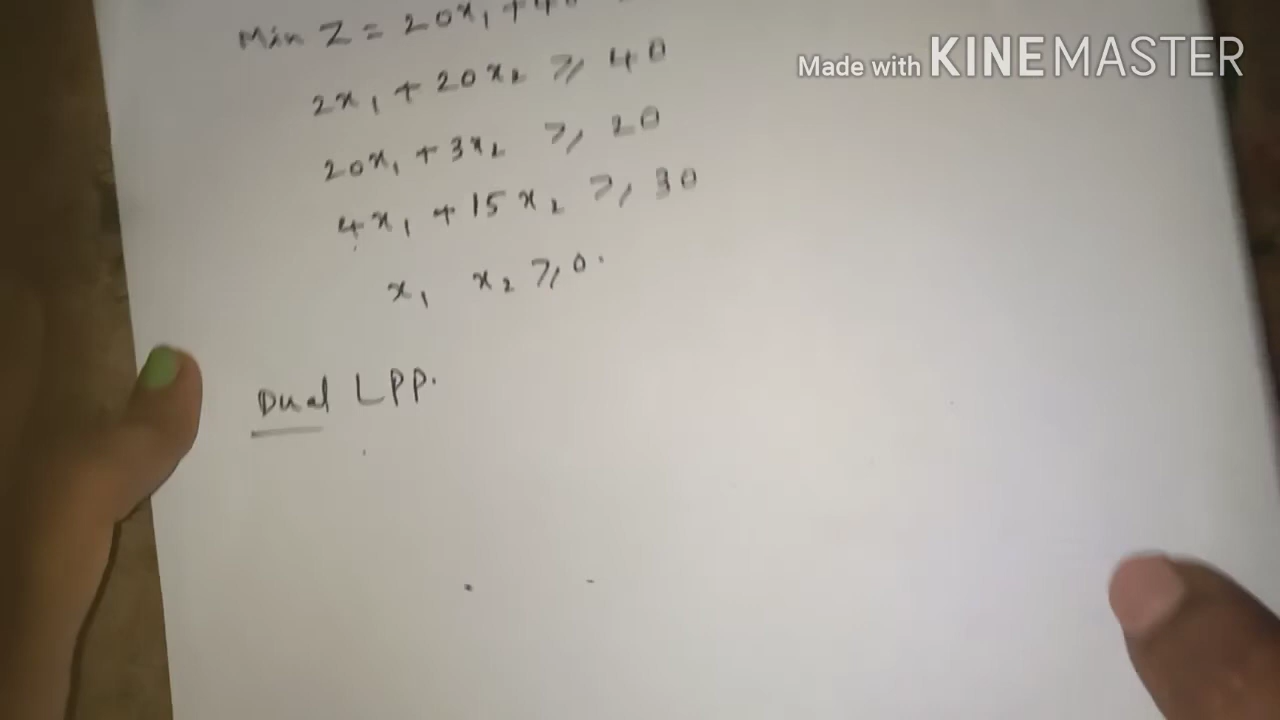 Min Z = 20x₁ + 4
Made with KINEMASTER
2x₁ + 20x₂ ⩾ 40
20x₁ + 3x₂ ⩾ 20
4x₁ + 15x₂ ⩾ 30
x₁ x₂ ⩾ 0.
Dual LPP.